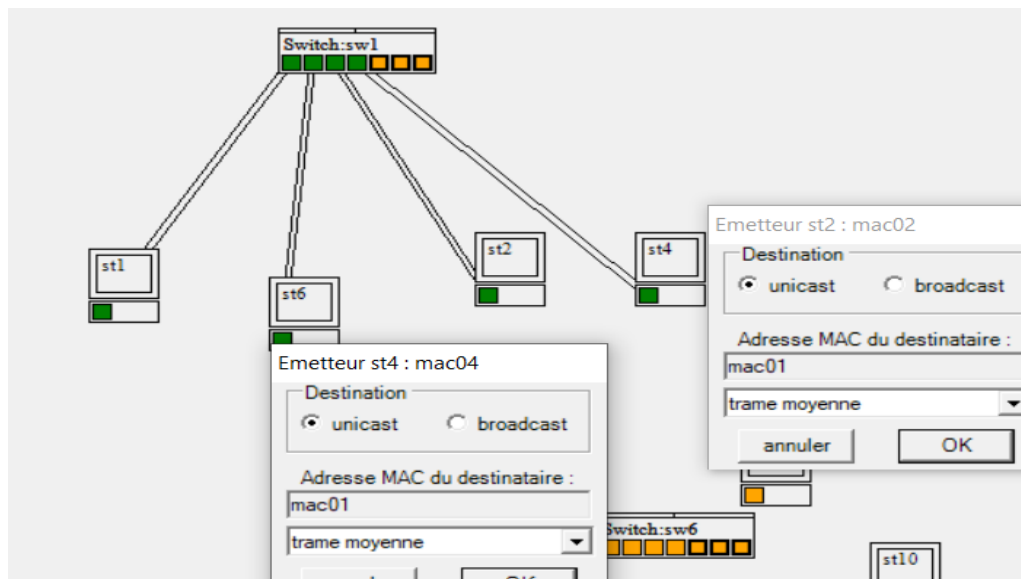 Switch:sw1
Emetteur st2 : mac02
st1
st6
st2
st4
Destination
unicast
broadcast
Adresse MAC du destinataire :
mac01
trame moyenne
annuler
OK
Emetteur st4 : mac04
Destination
unicast
broadcast
Adresse MAC du destinataire :
mac01
trame moyenne
OK
Switch:sw6
st10